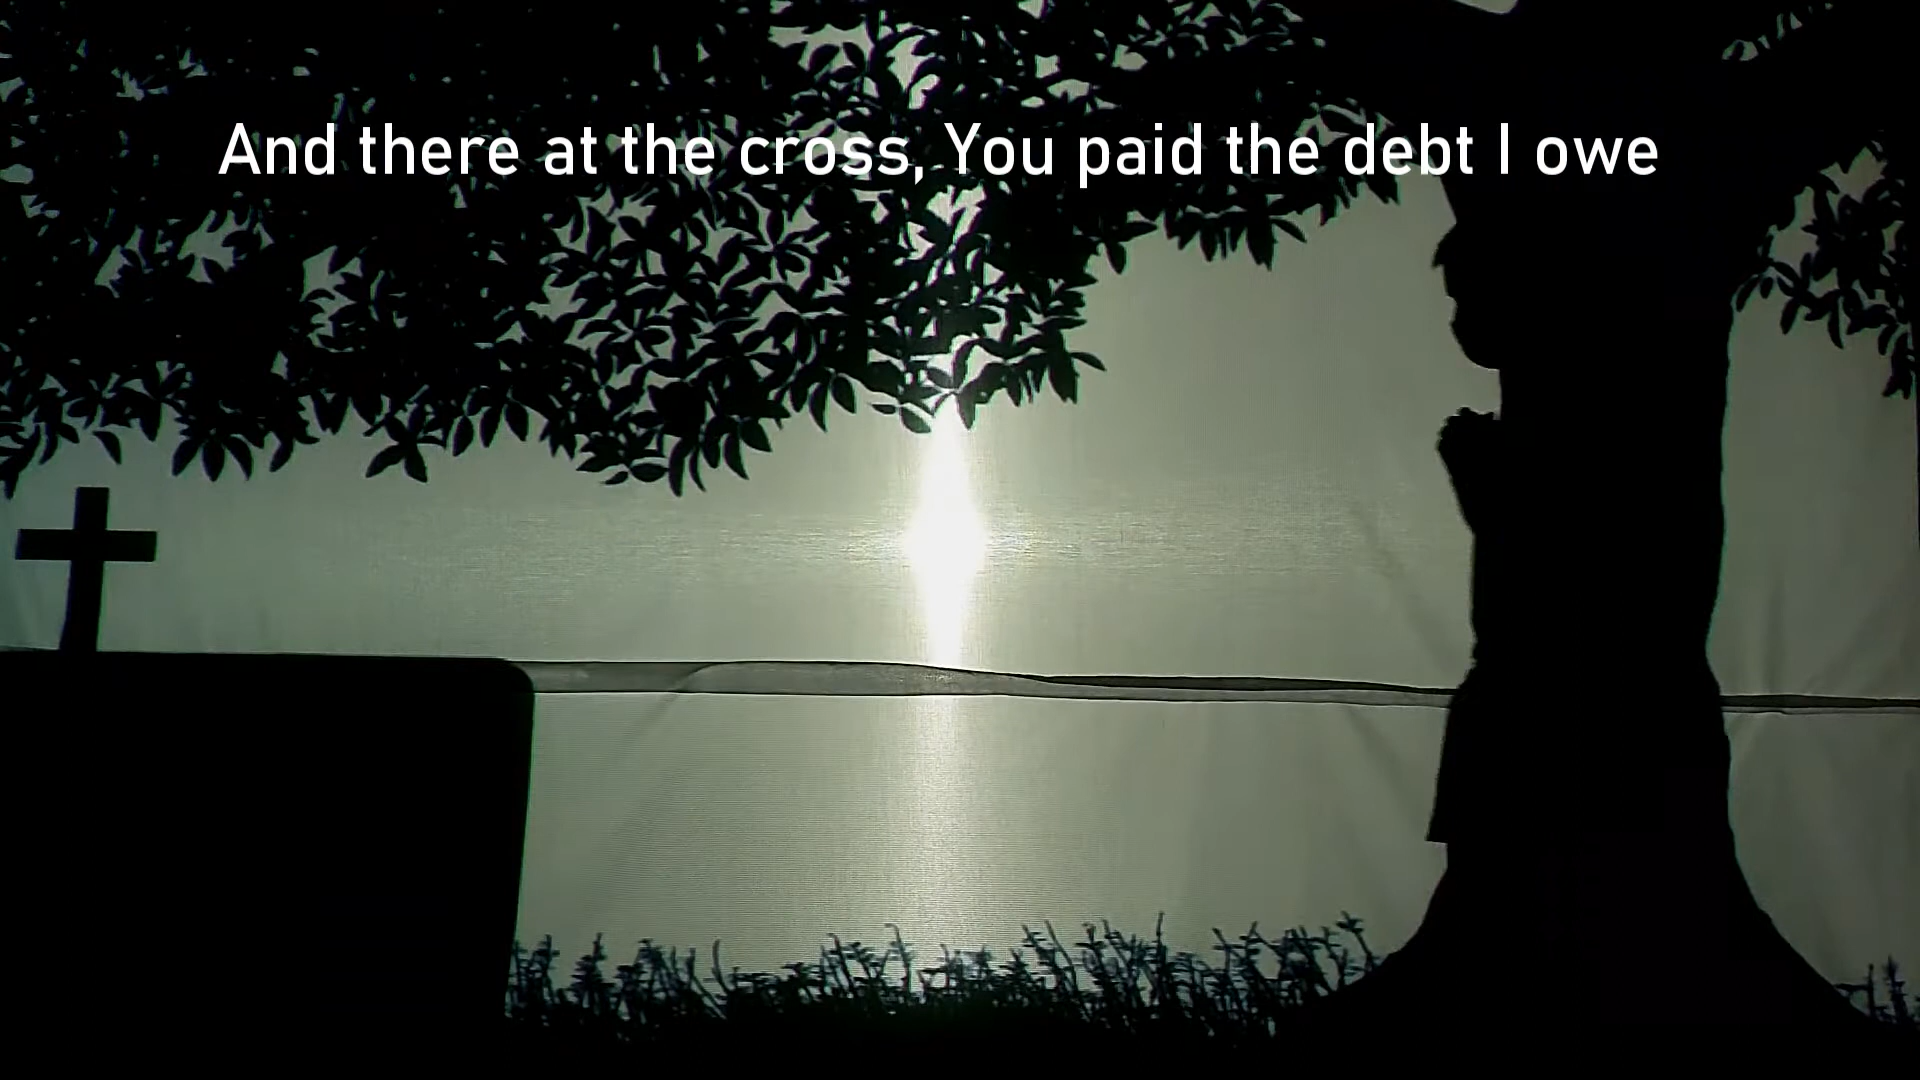 And there at the cross, You paid the debt I owe